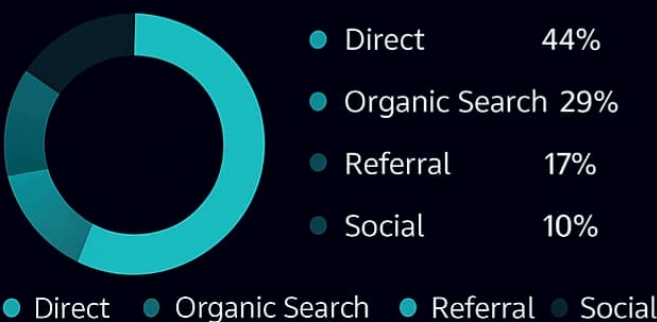 Direct 44%
Organic Search 29%
Referral 17%
Social 10%
Direct Organic Search Referral Social